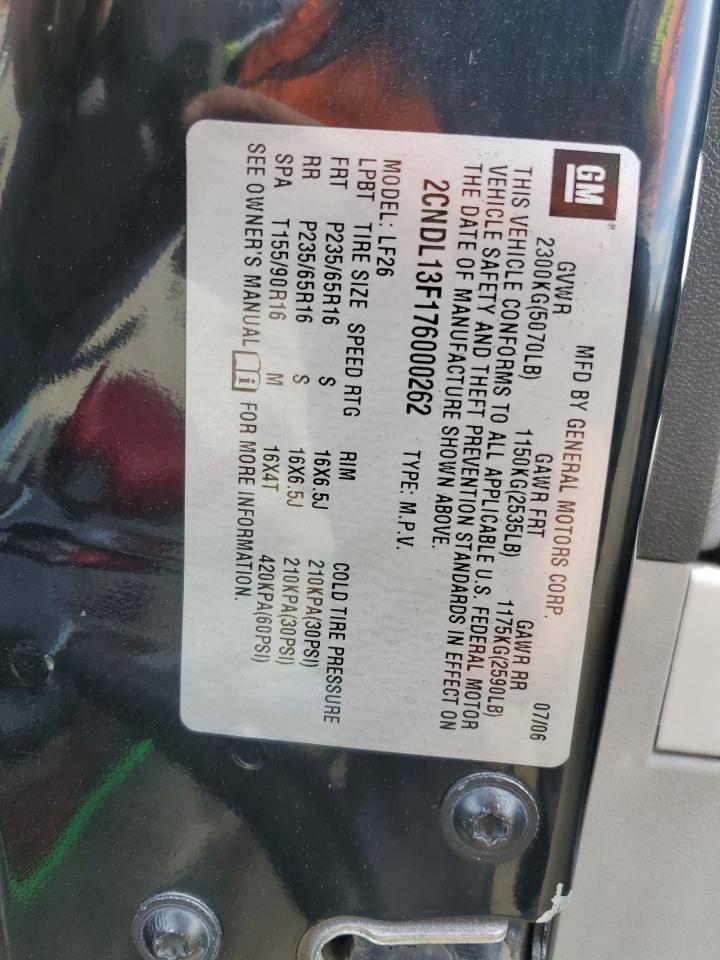 GM
MFD BY GENERAL MOTORS CORP. 07/06
GVWR GAWR FRT GAWR RR
2300KG(5070LB) 1150KG(2535LB) 1175KG(2590LB)
THIS VEHICLE CONFORMS TO ALL APPLICABLE U.S. FEDERAL MOTOR
VEHICLE SAFETY AND THEFT PREVENTION STANDARDS IN EFFECT ON
THE DATE OF MANUFACTURE SHOWN ABOVE.
2CNDL13F176000262 TYPE: M.P.V.
MODEL: LF26
LPBT TIRE SIZE SPEED RTG RIM COLD TIRE PRESSURE
FRT P235/65R16 S 16X6.5J 210KPA(30PSI)
RR P235/65R16 S 16X6.5J 210KPA(30PSI)
SPA T155/90R16 M 16X4T 420KPA(60PSI)
SEE OWNER'S MANUAL i FOR MORE INFORMATION.